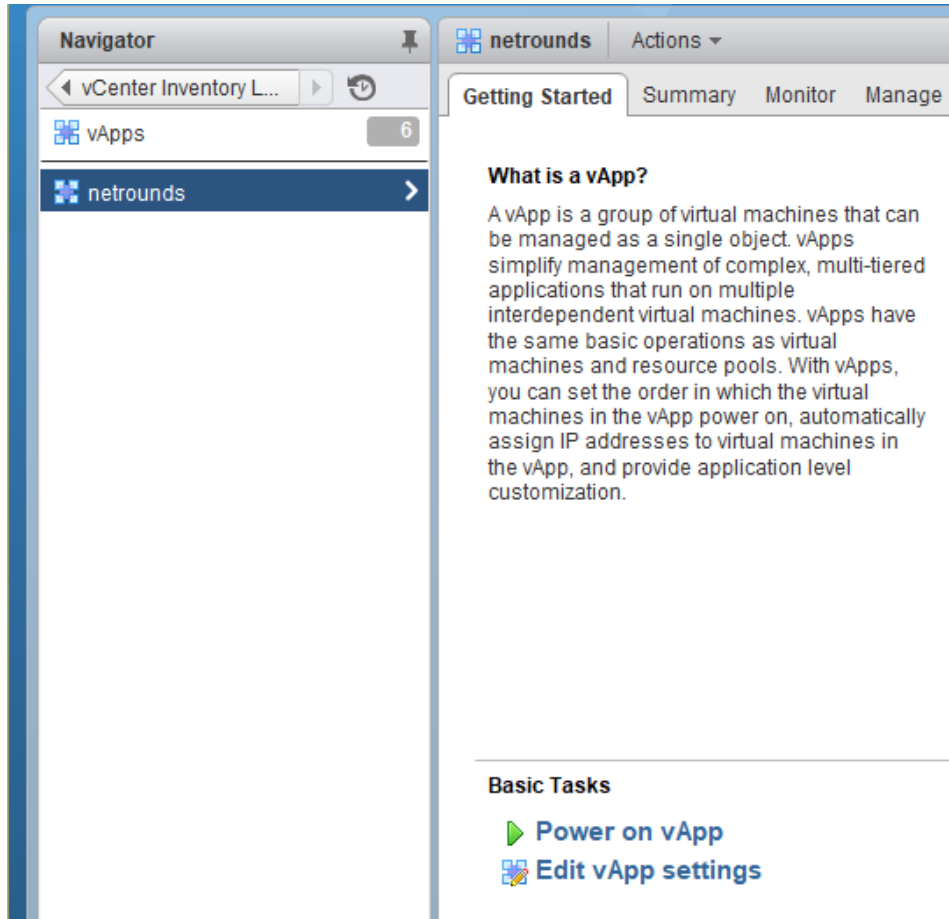 Navigator
vCenter Inventory L...
vApps 6
netrounds
netrounds Actions
Getting Started Summary Monitor Manage
What is a vApp?
A vApp is a group of virtual machines that can
be managed as a single object. vApps
simplify management of complex, multi-tiered
applications that run on multiple
interdependent virtual machines. vApps have
the same basic operations as virtual
machines and resource pools. With vApps,
you can set the order in which the virtual
machines in the vApp power on, automatically
assign IP addresses to virtual machines in
the vApp, and provide application level
customization.
Basic Tasks
Power on vApp
Edit vApp settings